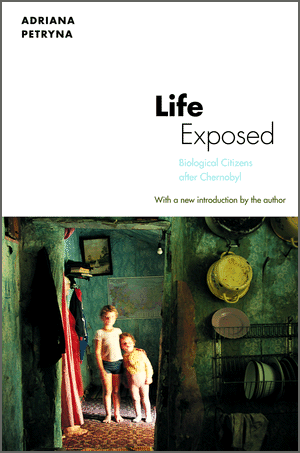 ADRIANA
PETRYNA
Life
Exposed
Biological Citizens
after Chernobyl
With a new introduction by the author